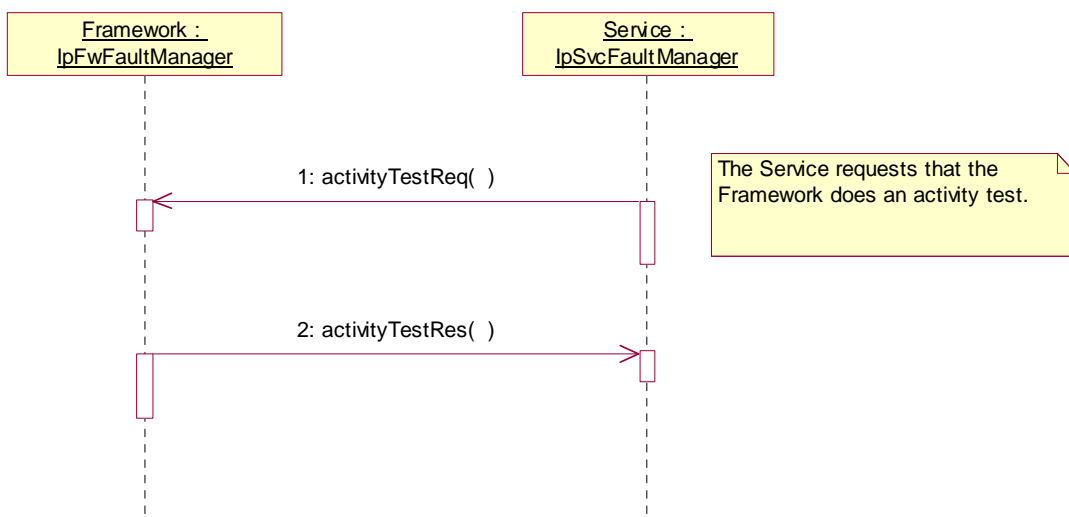 Framework :
IpFwFaultManager
Service :
IpSvcFaultManager
1: activityTestReq( )
The Service requests that the
Framework does an activity test.
2: activityTestRes( )